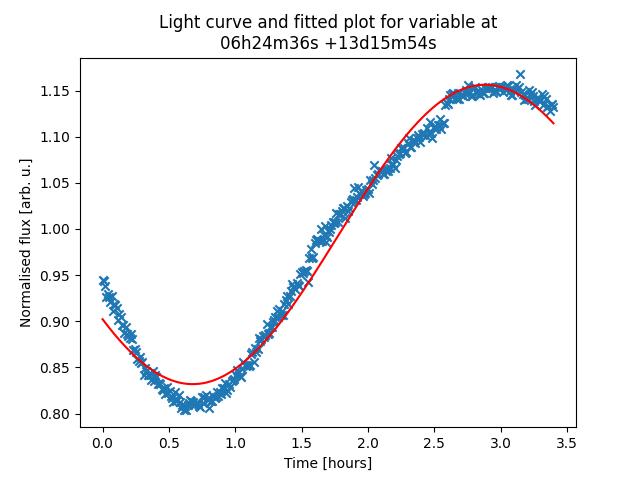 Light curve and fitted plot for variable at
06h24m36s +13d15m54s
Normalised flux [arb. u.]
1.15
1.10
1.05
1.00
0.95
0.90
0.85
0.80
0.0 0.5 1.0 1.5 2.0 2.5 3.0 3.5
Time [hours]